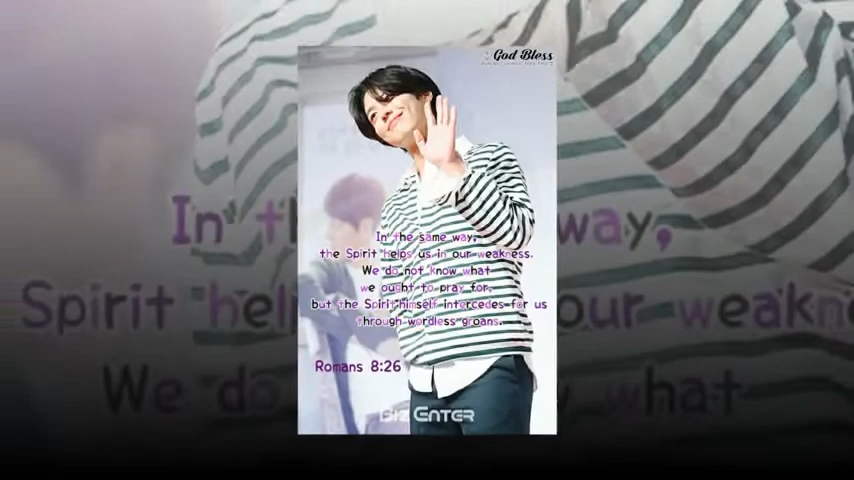 God Bless
In the same way,
the Spirit helps us in our weakness.
We do not know what
we ought to pray for,
but the Spirit himself intercedes for us
through wordless groans.
Romans 8:26
BIZ ENTER